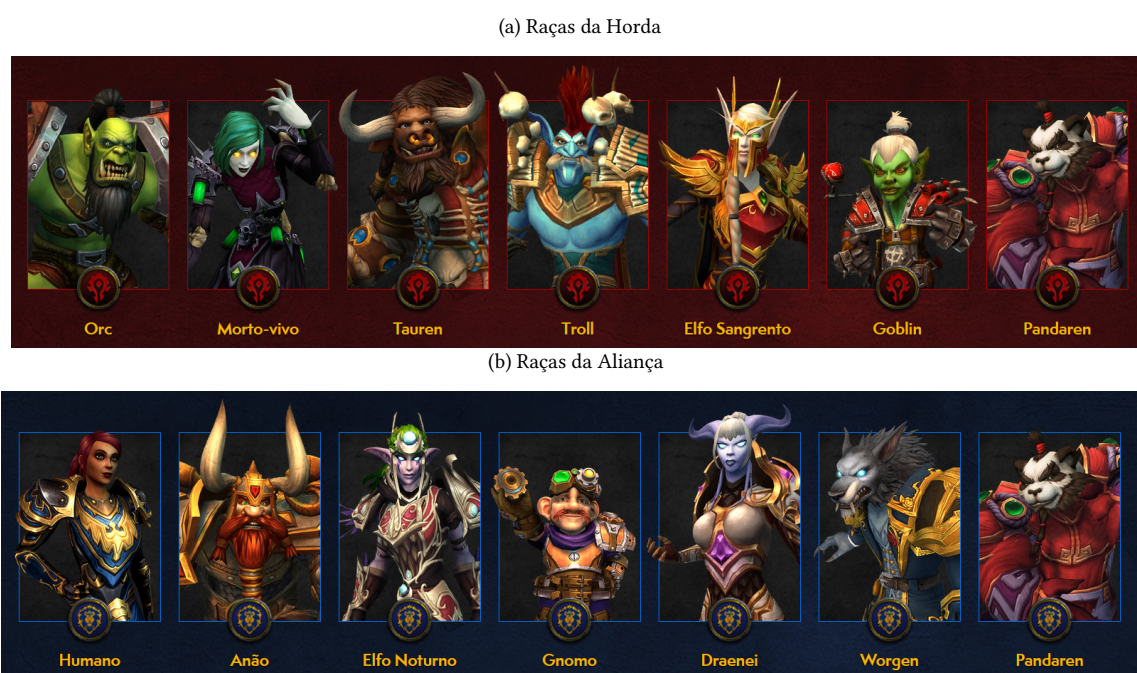 (a) Raças da Horda
Orc Morto-vivo Tauren Troll Elfo Sangrento Goblin Pandaren
(b) Raças da Aliança
Humano Anão Elfo Noturno Gnomo Draenei Worgen Pandaren